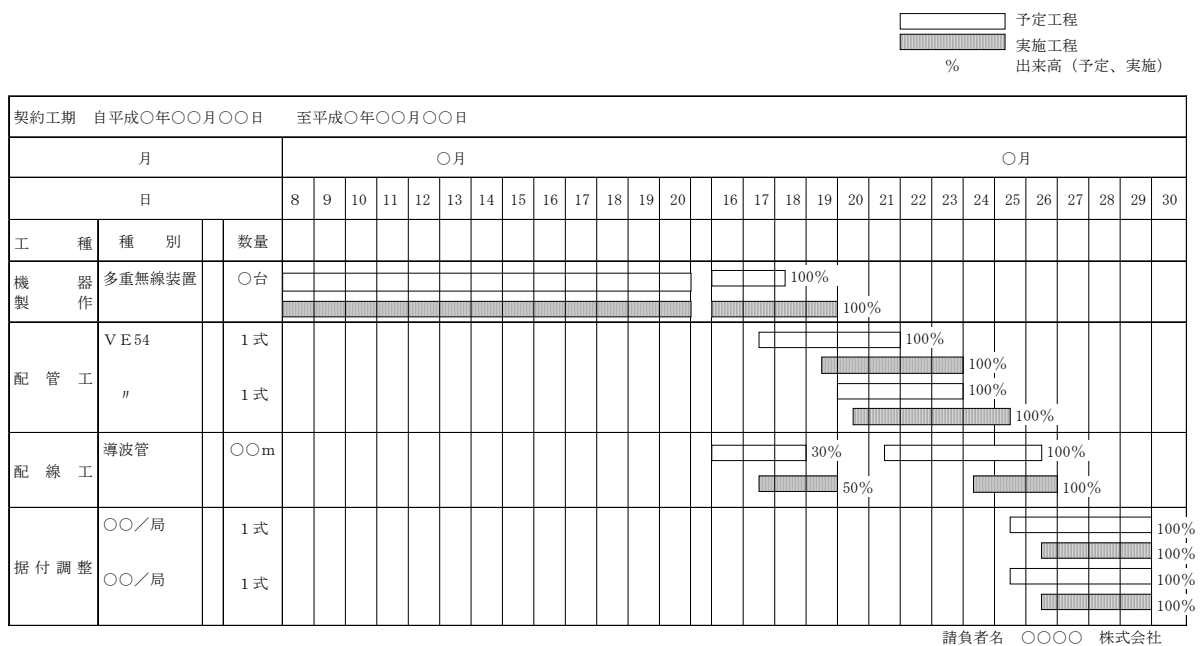 予定工程
実施工程
% 出来高（予定、実施）
契約工期 自平成○年○○月○○日 至平成○年○○月○○日
月 ○月 ○月
日 8 9 10 11 12 13 14 15 16 17 18 19 20 16 17 18 19 20 21 22 23 24 25 26 27 28 29 30
工種 種別 数量
機器製作 多重無線装置 ○台 100%
100%
配管工 ＶＥ54 １式 100%
100%
〃 １式 100%
100%
配線工 導波管 ○○ｍ 30% 100%
50% 100%
据付調整 ○○／局 １式 100%
100%
○○／局 １式 100%
100%
請負者名 ○○○○ 株式会社